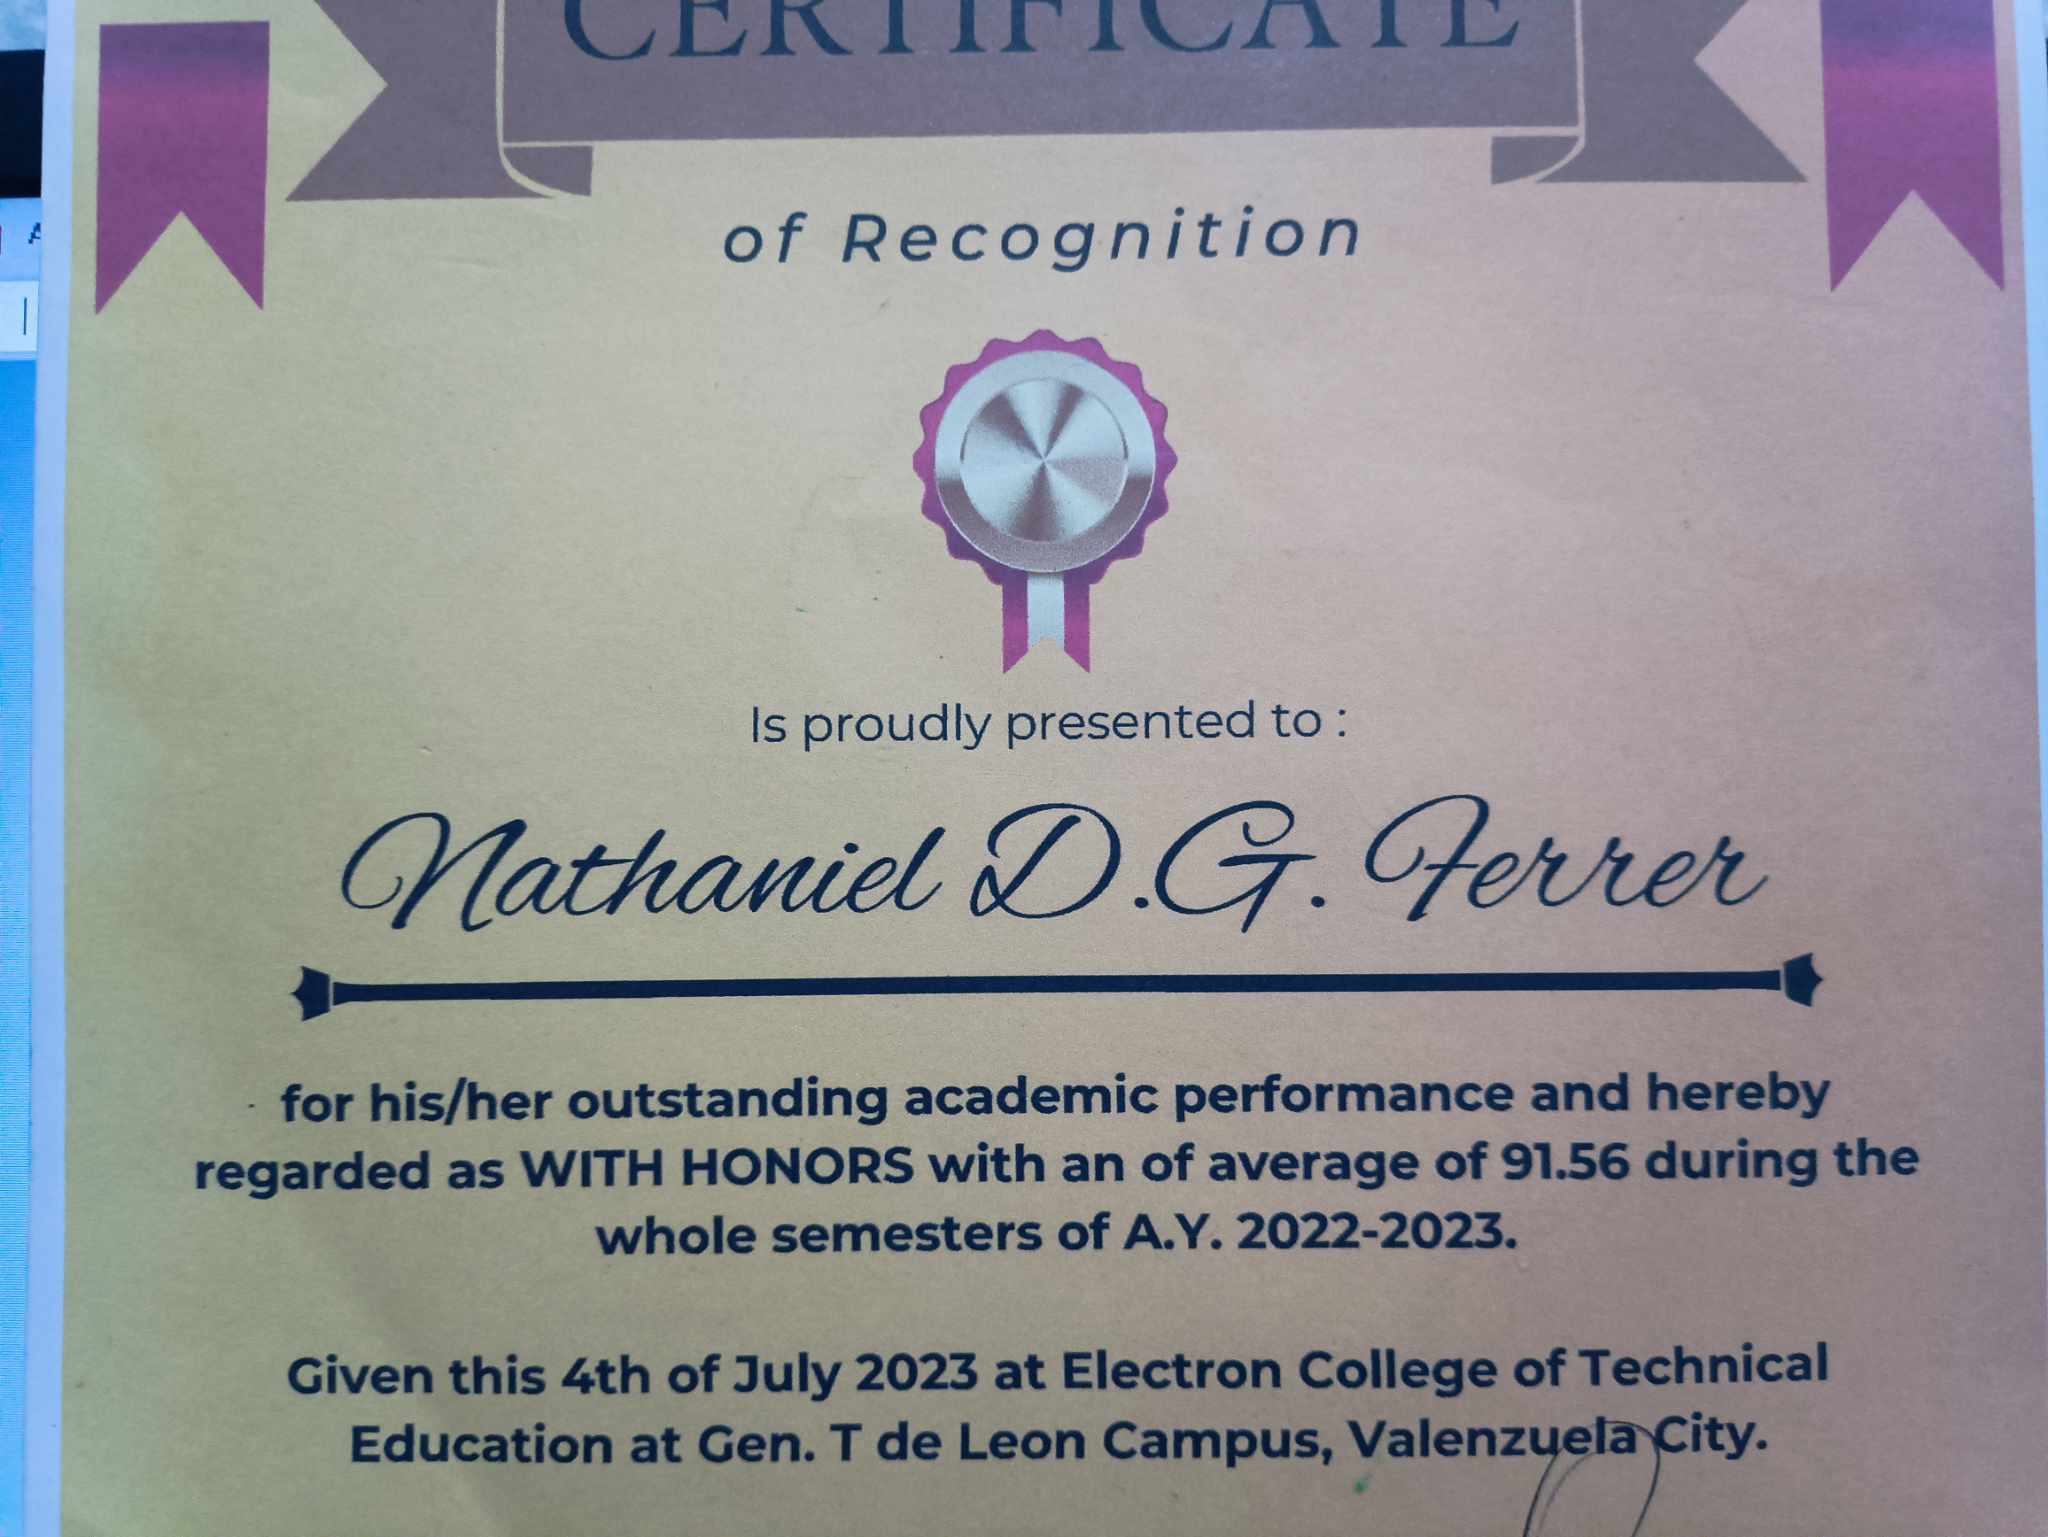 CERTIFICATE
of Recognition
Is proudly presented to :
Nathaniel D.G. Ferrer
for his/her outstanding academic performance and hereby
regarded as WITH HONORS with an of average of 91.56 during the
whole semesters of A.Y. 2022-2023.
Given this 4th of July 2023 at Electron College of Technical
Education at Gen. T de Leon Campus, Valenzuela City.